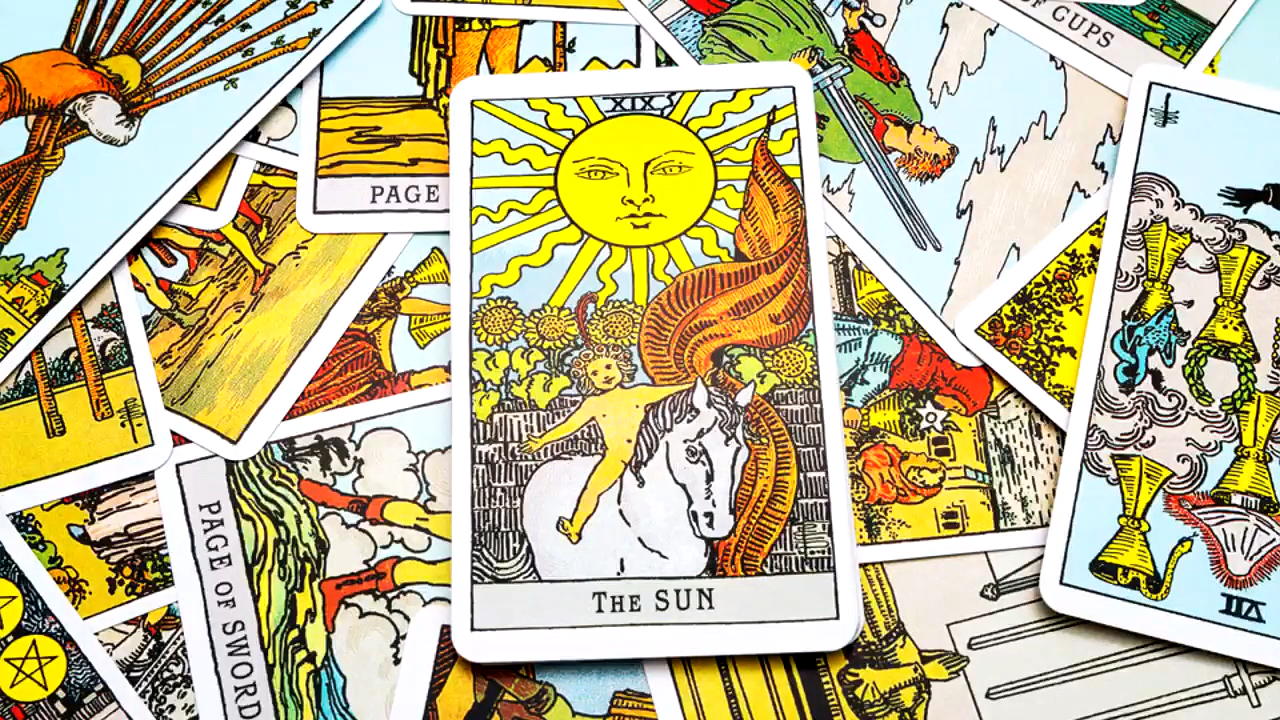 OF CUPS
XIX
PAGE
PAGE OF SWORD
THE SUN
VII